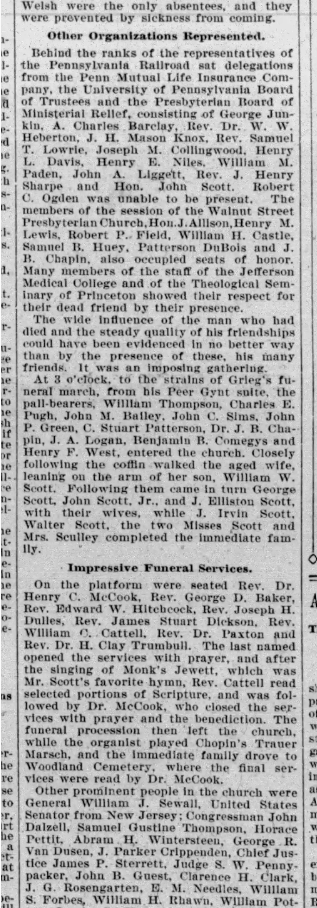 Welsh were the only absentees, and they
were prevented by sickness from coming.
Other Organizations Represented.
Behind the ranks of the representatives of
the Pennsylvania Railroad sat delegations
from the Penn Mutual Life Insurance Com-
pany, the University of Pennsylvania Board
of Trustees and the Presbyterian Board of
Ministerial Relief, consisting of George Jun-
kin, A. Charles Barclay, Rev. Dr. W. W.
Heberton, J. H. Mason Knox, Rev. Samuel
T. Lowrie, Joseph M. Collingwood, Henry
L. Davis, Henry E. Niles, William M.
Paden, John A. Liggett, Rev. J. Henry
Sharpe and Hon. John Scott. Robert
C. Ogden was unable to be present. The
members of the session of the Walnut Street
Presbyterian Church, Hon. J. Allison, Henry M.
Lewis, Robert P. Field, William H. Castle,
Samuel B. Huey, Patterson DuBois and J.
B. Chapin, also occupied seats of honor.
Many members of the staff of the Jefferson
Medical College and of the Theological Sem-
inary of Princeton showed their respect for
their dead friend by their presence.
The wide influence of the man who had
died and the steady quality of his friendships
could have been evidenced in no better way
than by the presence of these, his many
friends. It was an imposing gathering.
At 3 o'clock, to the strains of Grieg's fu-
neral march, from his Peer Gynt suite, the
pall-bearers, William Thompson, Charles E.
Pugh, John M. Bailey, John C. Sims, John
P. Green, C. Stuart Patterson, Dr. J. B. Cha-
pin, J. A. Logan, Benjamin B. Comegys and
Henry F. West, entered the church. Closely
following the coffin walked the aged wife,
leaning on the arm of her son, William W.
Scott. Following them came in turn George
Scott, John Scott, Jr., and J. Elliston Scott,
with their wives, while J. Irvin Scott,
Walter Scott, the two Misses Scott and
Mrs. Sculley completed the immediate fam-
ily.
Impressive Funeral Services.
On the platform were seated Rev. Dr.
Henry C. McCook, Rev. George D. Baker,
Rev. Edward W. Hitchcock, Rev. Joseph H.
Dulles, Rev. James Stuart Dickson, Rev.
William C. Cattell, Rev. Dr. Paxton and
Rev. Dr. H. Clay Trumbull. The last named
opened the services with prayer, and after
the singing of Monk's Jewett, which was
Mr. Scott's favorite hymn, Rev. Cattell read
selected portions of Scripture, and was fol-
lowed by Dr. McCook, who closed the ser-
vices with prayer and the benediction. The
funeral procession then left the church,
while the organist played Chopin's Trauer
Marsch, and the immediate family drove to
Woodland Cemetery, where the final ser-
vices were read by Dr. McCook.
Other prominent people in the church were
General William J. Sewall, United States
Senator from New Jersey; Congressman John
Dalzell, Samuel Gustine Thompson, Horace
Pettit, Abram H. Wintersteen, George R.
Van Dusen, J. Parker Crippenden, Chief Jus-
tice James P. Sterrett, Judge S. W. Penny-
packer, John B. Guest, Clarence H. Clark,
J. G. Rosengarten, E. M. Needles, William
S. Forbes, William H. Rhawn, William Pot-